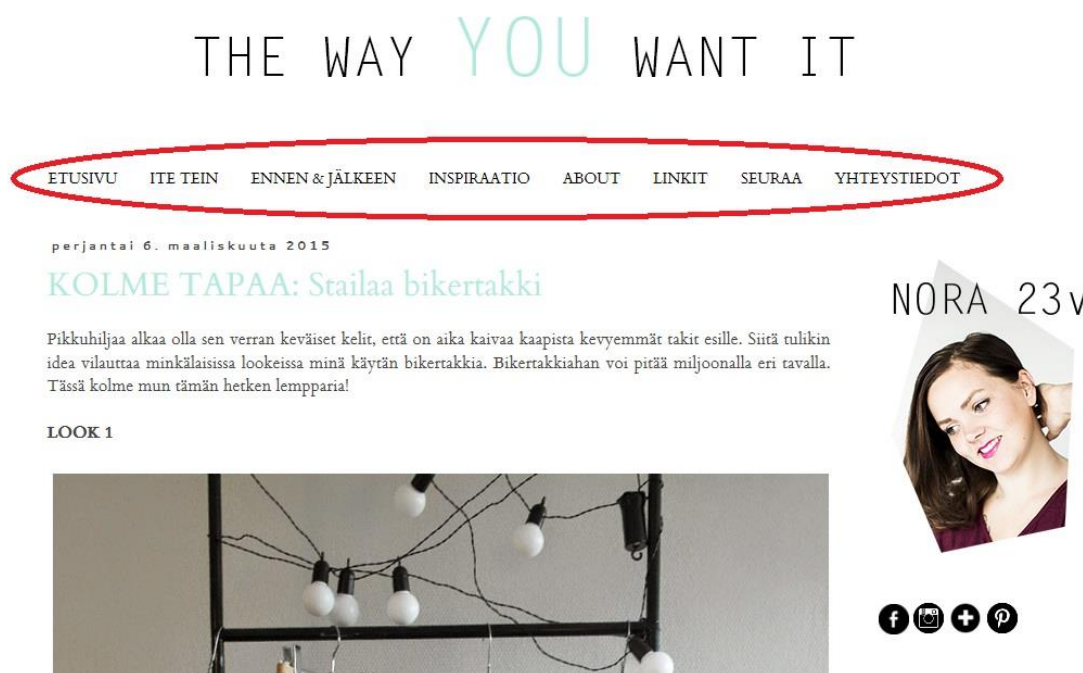 THE WAY YOU WANT IT
ETUSIVU ITE TEIN ENNEN & JÄLKEEN INSPIRAATIO ABOUT LINKIT SEURAA YHTEYSTIEDOT
perjantai 6. maaliskuuta 2015
KOLME TAPAA: Stailaa bikertakki
Pikkuhiljaa alkaa olla sen verran keväiset kelit, että on aika kaivaa kaapista kevyemmät takit esille. Siitä tulikin
idea vilauttaa minkälaisissa lookeissa minä käytän bikertakkia. Bikertakkiahan voi pitää miljoonalla eri tavalla.
Tässä kolme mun tämän hetken lempparia!
LOOK 1
NORA 23v